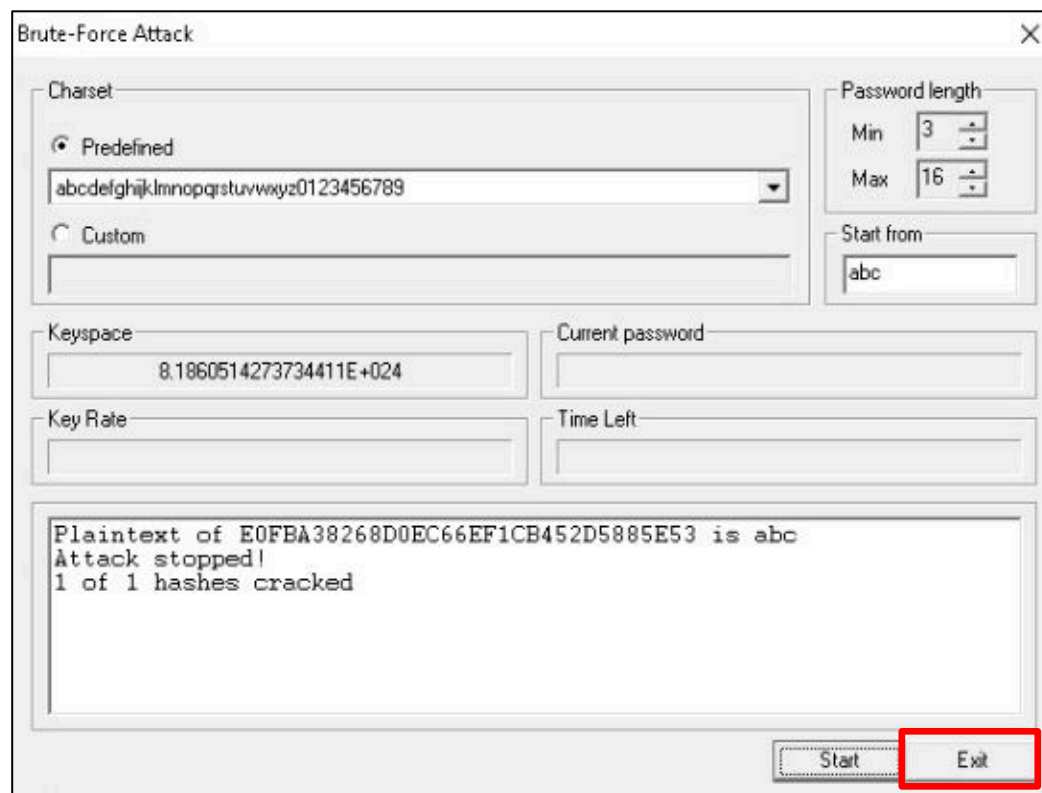 Brute-Force Attack
Charset
Predefined
abcdefghijklmnopqrstuvwxyz0123456789
Custom
Password length
Min 3
Max 16
Start from
abc
Keyspace
8.1860514273734411E+024
Current password
Key Rate
Time Left
Plaintext of E0FBA38268D0EC66EF1CB452D5885E53 is abc
Attack stopped!
1 of 1 hashes cracked
Start
Exit